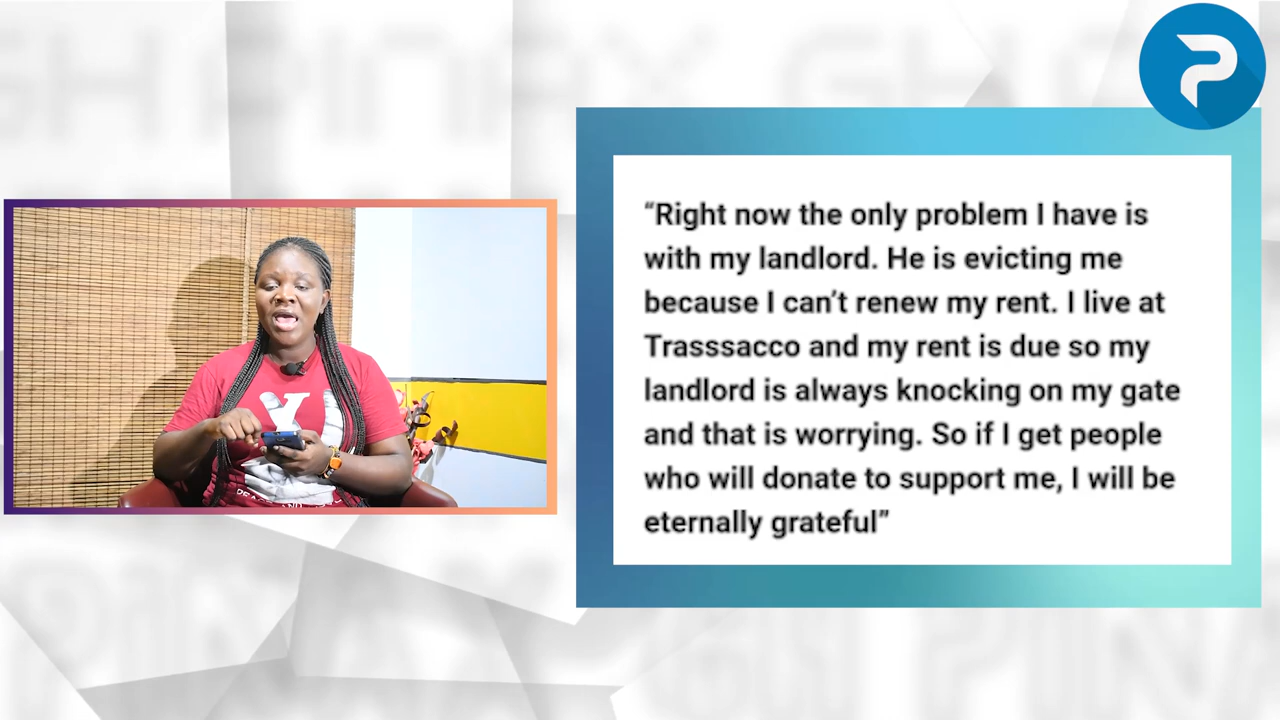 “Right now the only problem I have is
with my landlord. He is evicting me
because I can’t renew my rent. I live at
Trasssacco and my rent is due so my
landlord is always knocking on my gate
and that is worrying. So if I get people
who will donate to support me, I will be
eternally grateful”